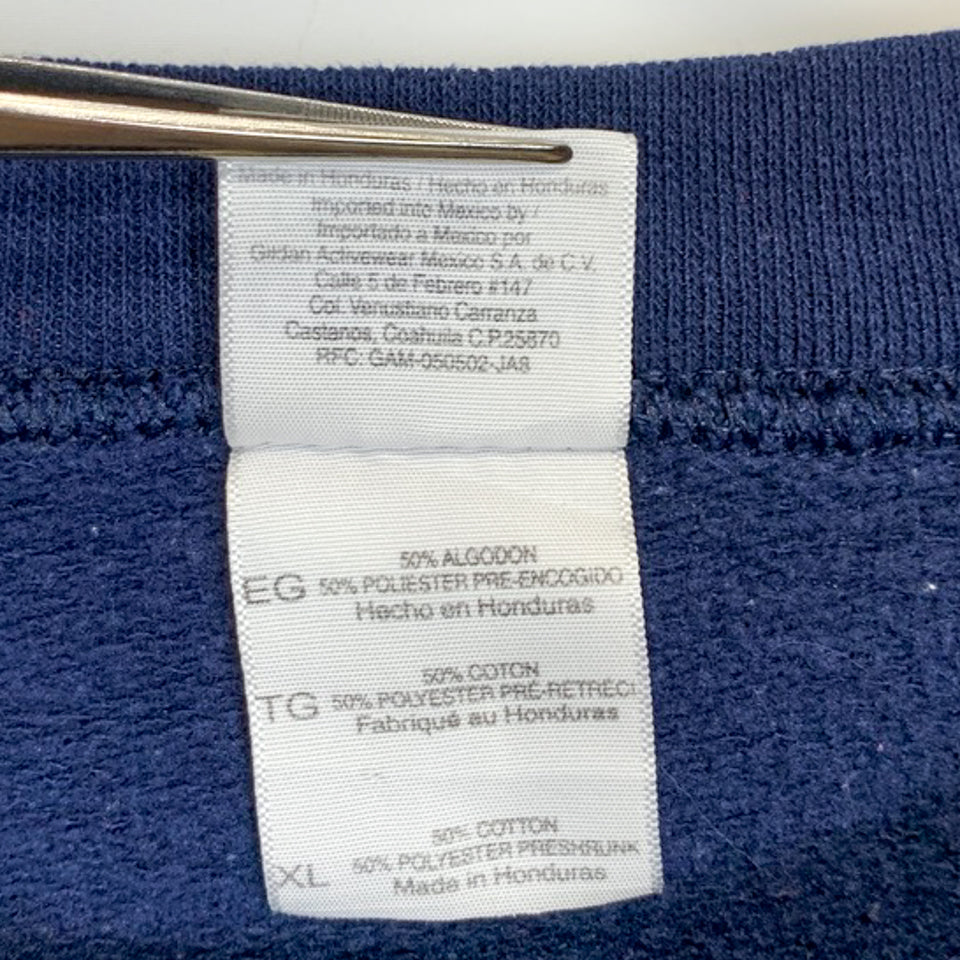 Made in Honduras / Hecho en Honduras
Imported into Mexico by /
Importado a Mexico por
Gildan Activewear Mexico S.A. de C.V.
Calle 5 de Febrero #147
Col. Venustiano Carranza
Castanos, Coahuila C.P.25870
RFC: GAM-050502-JA8
50% ALGODON
EG 50% POLIESTER PRE-ENCOGIDO
Hecho en Honduras
50% COTON
TG 50% POLYESTER PRÉ-RETRÉCI
Fabriqué au Honduras
50% COTTON
XL 50% POLYESTER PRESHRUNK
Made in Honduras